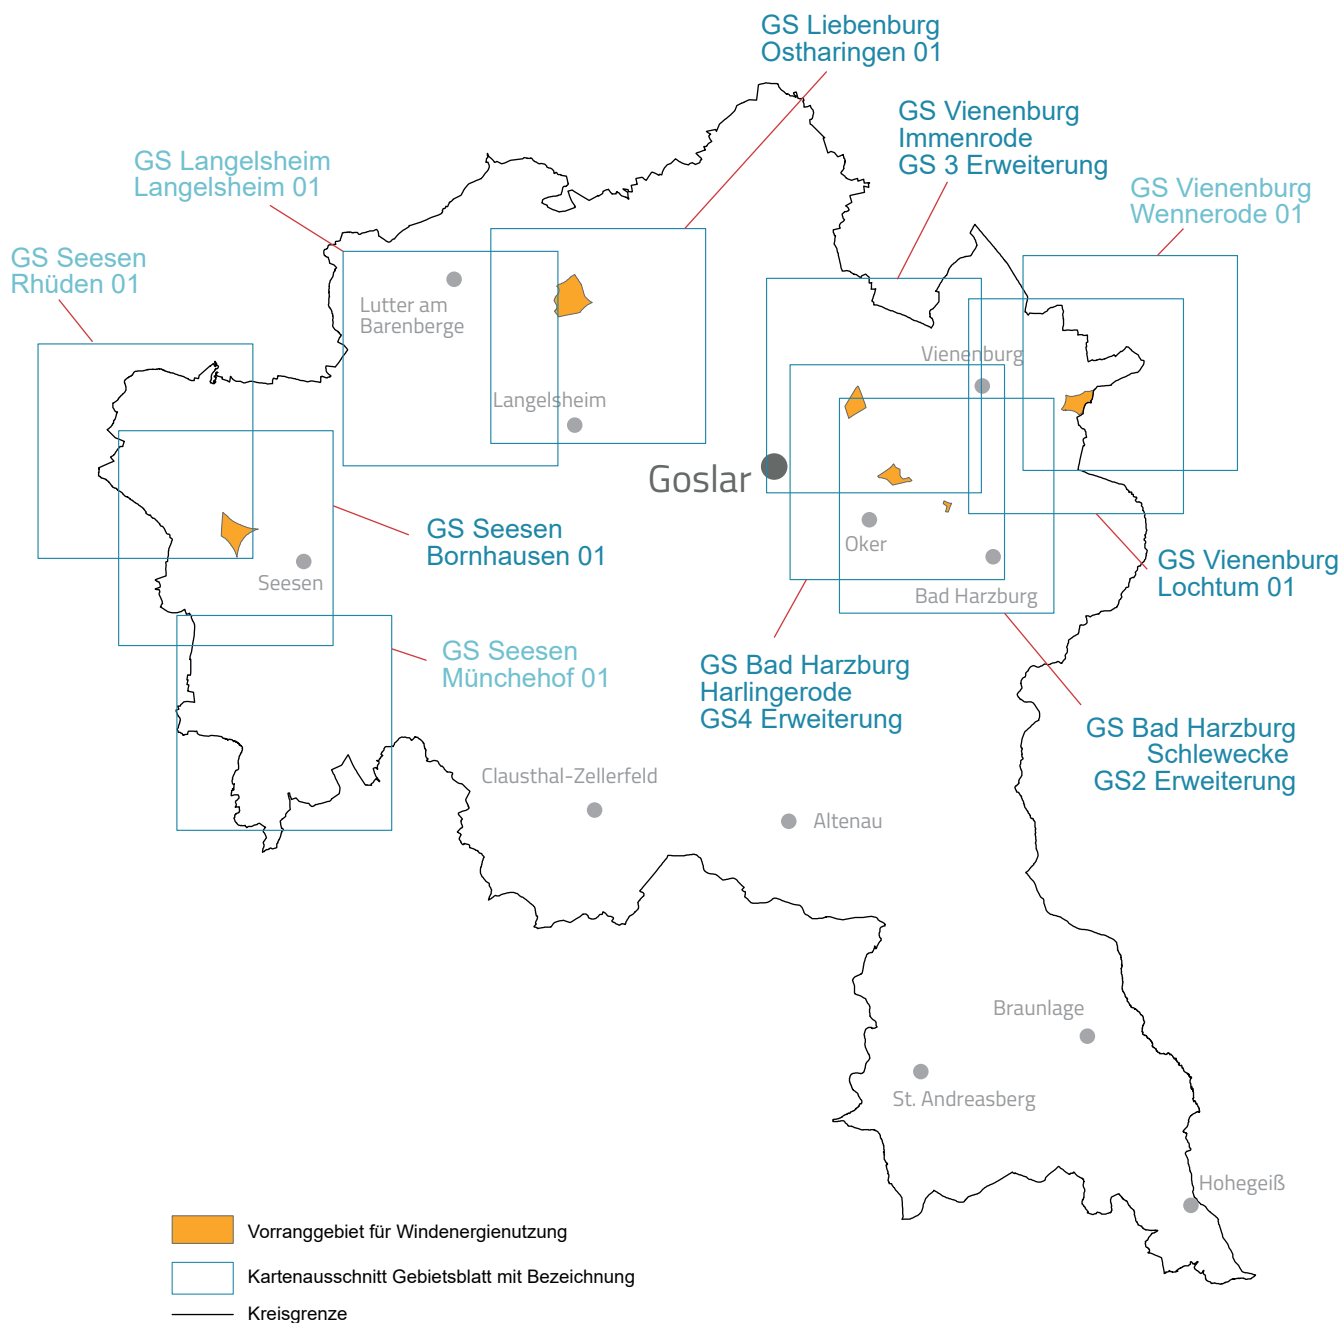 GS Liebenburg
Ostharingen 01
GS Vienenburg
Immenrode
GS 3 Erweiterung
GS Langelsheim
Langelsheim 01
GS Vienenburg
Wennerode 01
GS Seesen
Rhüden 01
Lutter am
Barenberge
Vienenburg
Langelsheim
Goslar
GS Seesen
Bornhausen 01
Oker
Seesen
Bad Harzburg
GS Vienenburg
Lochtum 01
GS Seesen
Münchehof 01
GS Bad Harzburg
Harlingerode
GS4 Erweiterung
GS Bad Harzburg
Schlewecke
GS2 Erweiterung
Clausthal-Zellerfeld
Altenau
Braunlage
St. Andreasberg
Hohegeiß
Vorranggebiet für Windenergienutzung
Kartenausschnitt Gebietsblatt mit Bezeichnung
Kreisgrenze